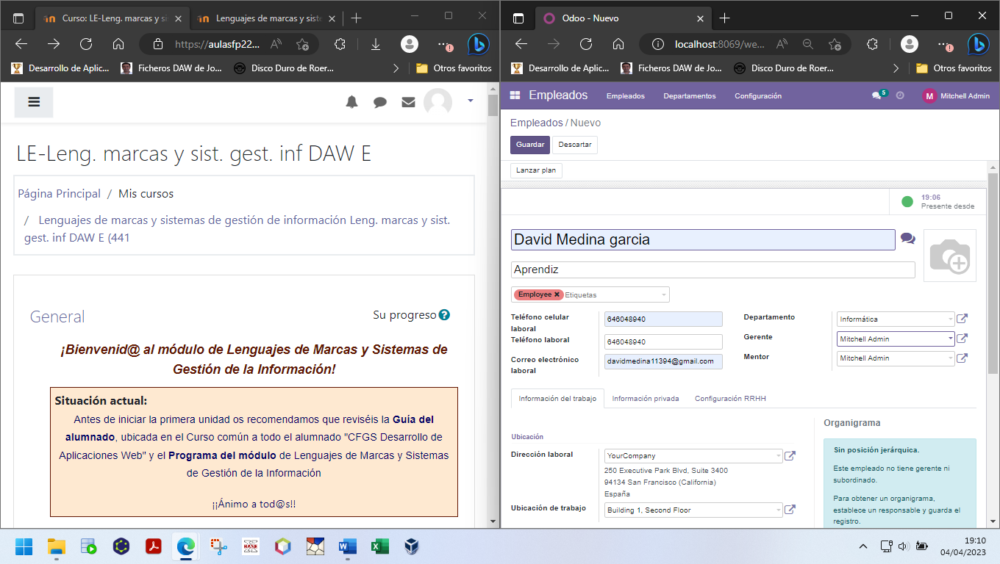 Curso: LE-Leng. marcas y si
Lenguajes de marcas y siste
https://aulasfp22...
Desarrollo de Aplic...
Ficheros DAW de Jo...
Disco Duro de Roer...
Otros favoritos
LE-Leng. marcas y sist. gest. inf DAW E
Página Principal / Mis cursos
/ Lenguajes de marcas y sistemas de gestión de información Leng. marcas y sist.
gest. inf DAW E (441
General
Su progreso
¡Bienvenid@ al módulo de Lenguajes de Marcas y Sistemas de
Gestión de la Información!
Situación actual:
Antes de iniciar la primera unidad os recomendamos que reviséis la Guía del
alumnado, ubicada en el Curso común a todo el alumnado "CFGS Desarrollo de
Aplicaciones Web" y el Programa del módulo de Lenguajes de Marcas y Sistemas
de Gestión de la Información
¡¡Ánimo a tod@s!!
Odoo - Nuevo
localhost:8069/we...
Desarrollo de Aplic...
Ficheros DAW de Jo...
Disco Duro de Roer...
Otros favoritos
Empleados
Empleados
Departamentos
Configuración
5
M
Mitchell Admin
Empleados / Nuevo
Guardar
Descartar
Lanzar plan
19:06
Presente desde
David Medina garcia
Aprendiz
Employee
Etiquetas
Teléfono celular
laboral
646048940
Teléfono laboral
646048940
Correo electrónico
laboral
davidmedina11394@gmail.com
Departamento
Informática
Gerente
Mitchell Admin
Mentor
Mitchell Admin
Información del trabajo
Información privada
Configuración RRHH
Ubicación
Dirección laboral
YourCompany
250 Executive Park Blvd, Suite 3400
94134 San Francisco (California)
España
Ubicación de trabajo
Building 1, Second Floor
Organigrama
Sin posición jerárquica.
Este empleado no tiene gerente ni
subordinado.
Para obtener un organigrama,
establece un responsable y guarda el
registro.
19:10
04/04/2023